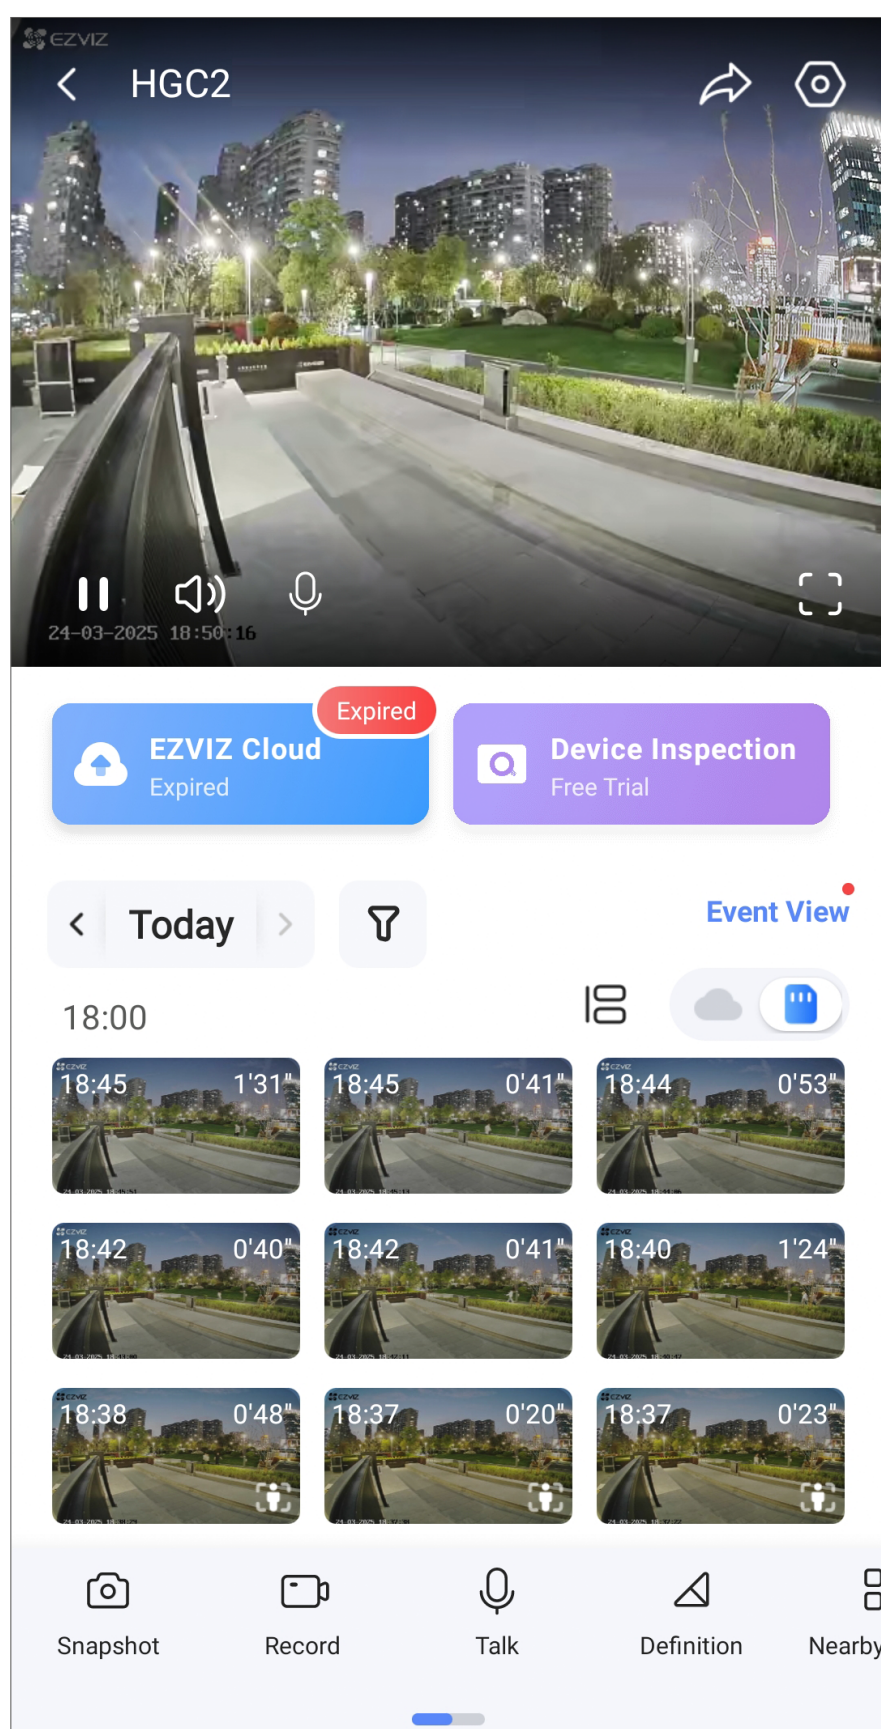 EZVIZ
HGC2
24-03-2025 18:50:16
Expired
EZVIZ Cloud
Expired
Device Inspection
Free Trial
Today
Event View
18:00
18:45 1'31"
18:45 0'41"
18:44 0'53"
18:42 0'40"
18:42 0'41"
18:40 1'24"
18:38 0'48"
18:37 0'20"
18:37 0'23"
Snapshot
Record
Talk
Definition
Nearby